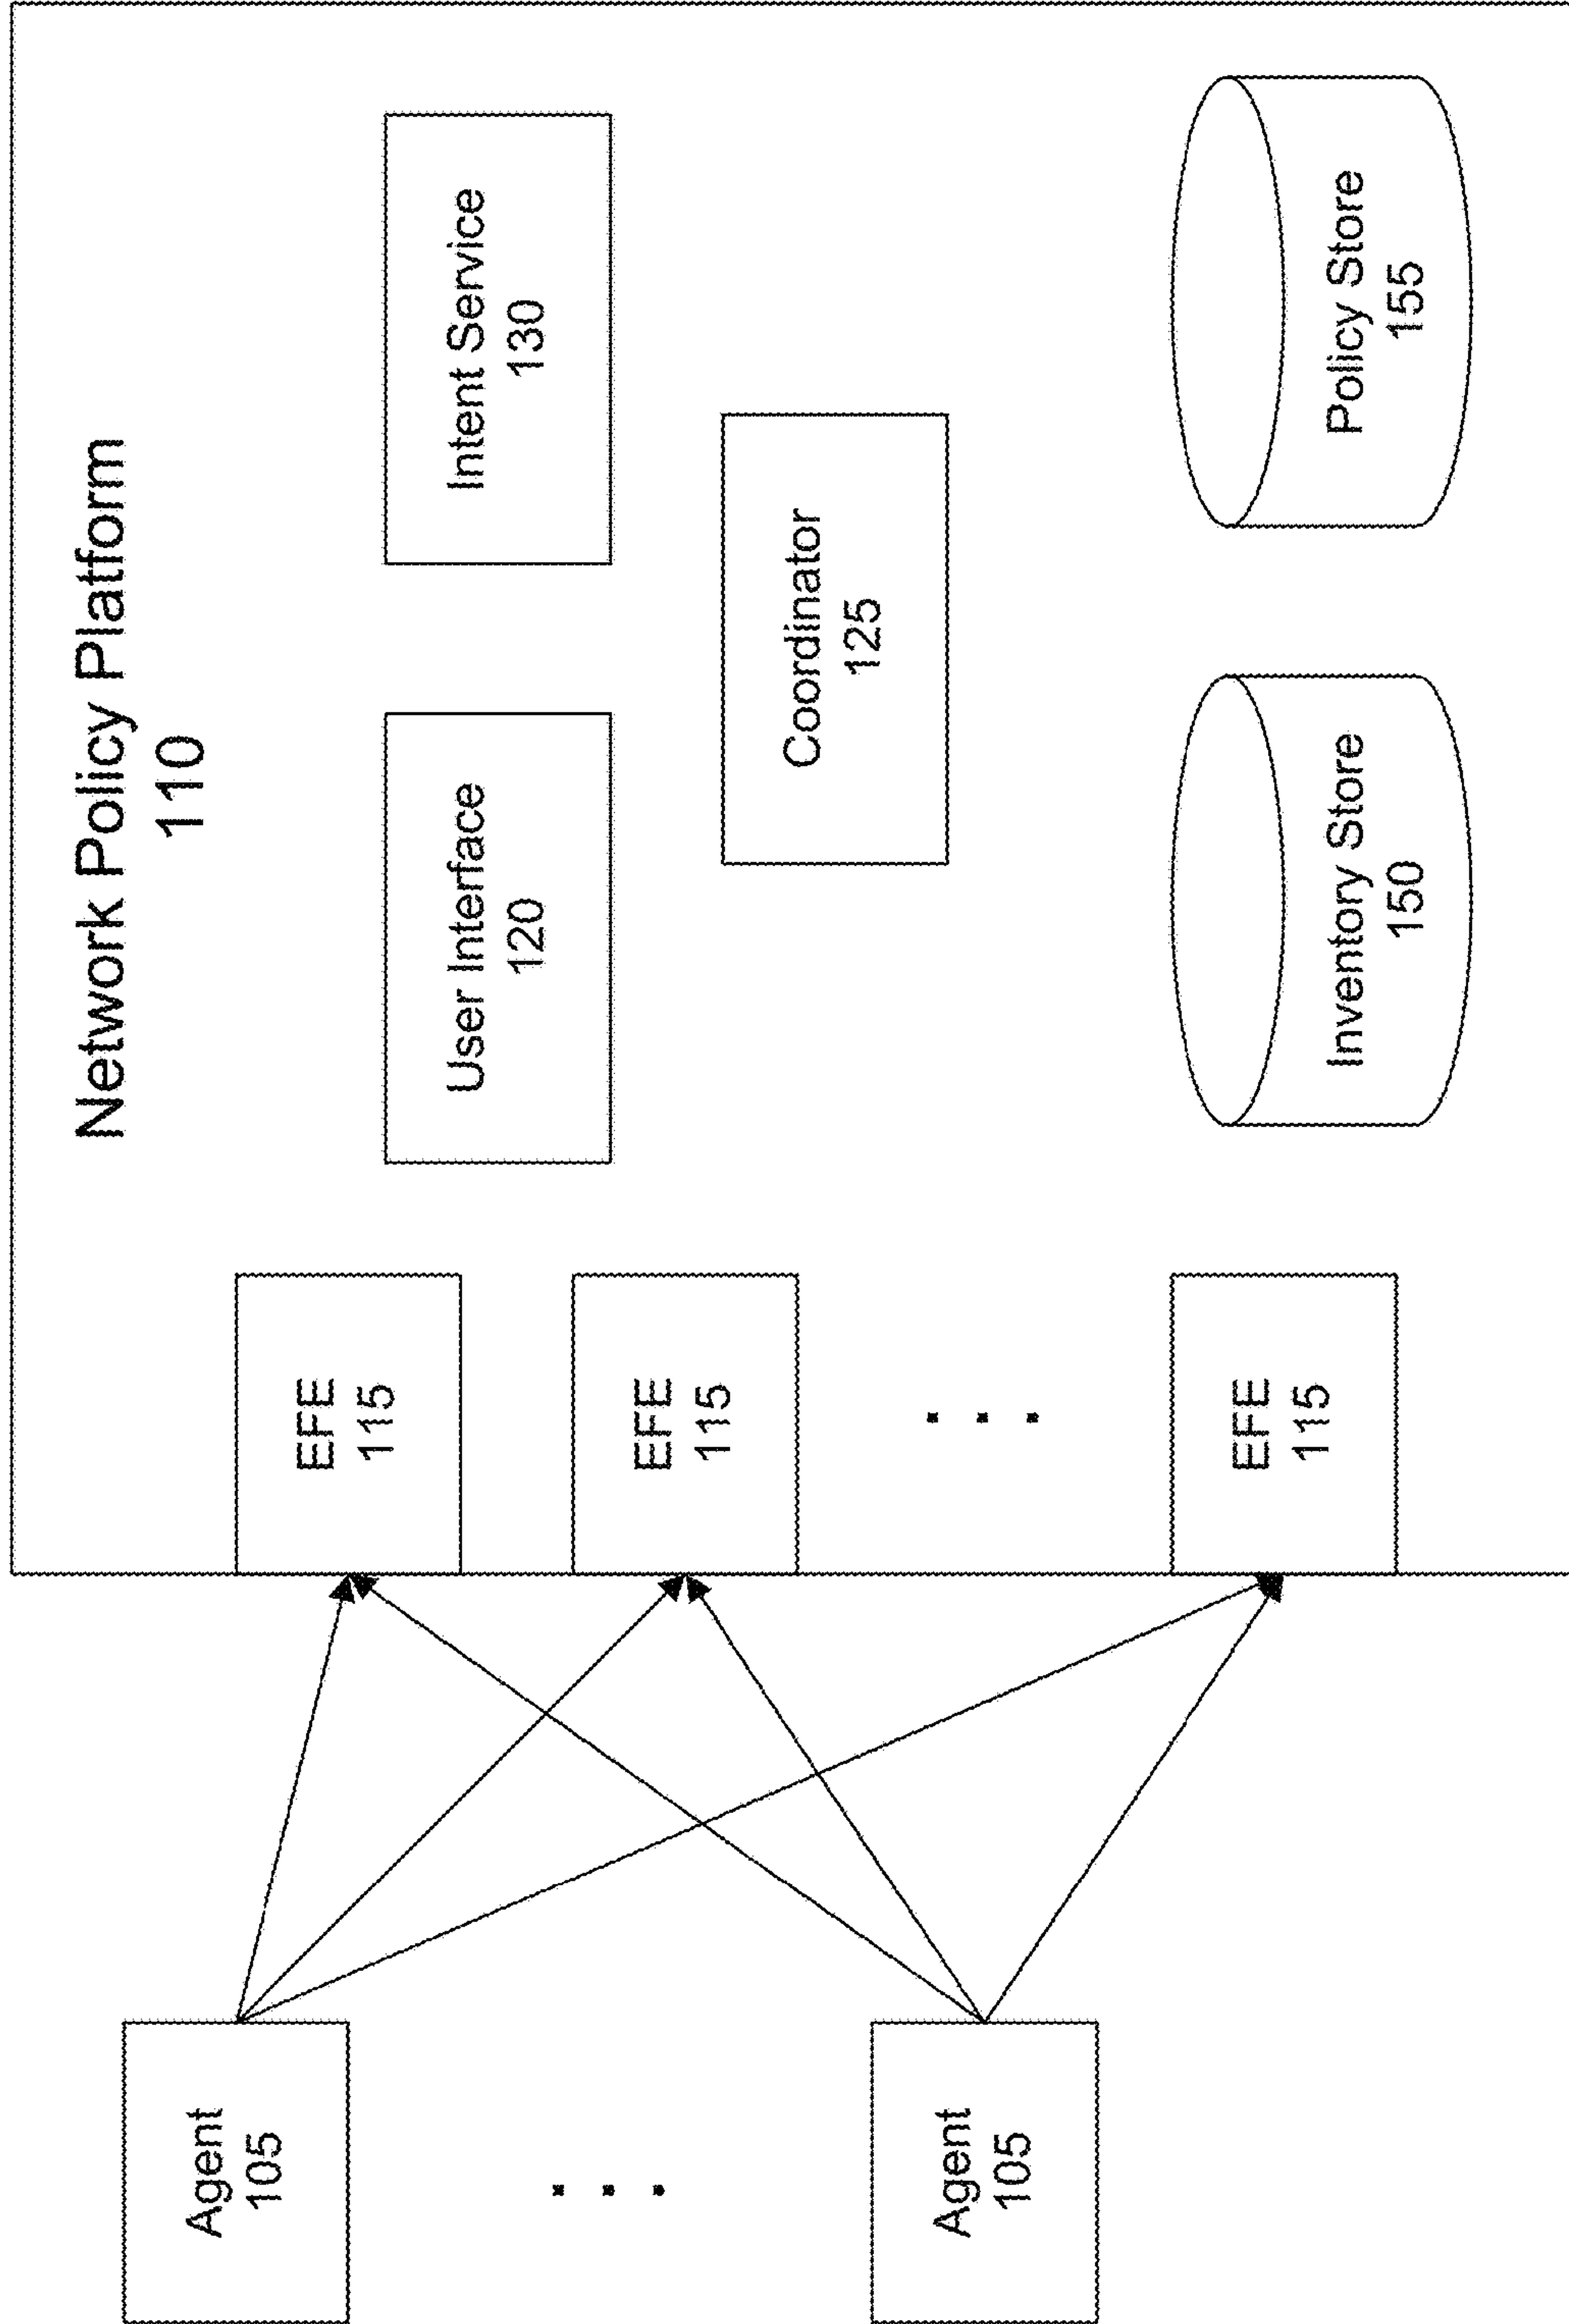 Network Policy Platform
110
Agent
105
Agent
105
EFE
115
EFE
115
EFE
115
User Interface
120
Intent Service
130
Coordinator
125
Inventory Store
150
Policy Store
155